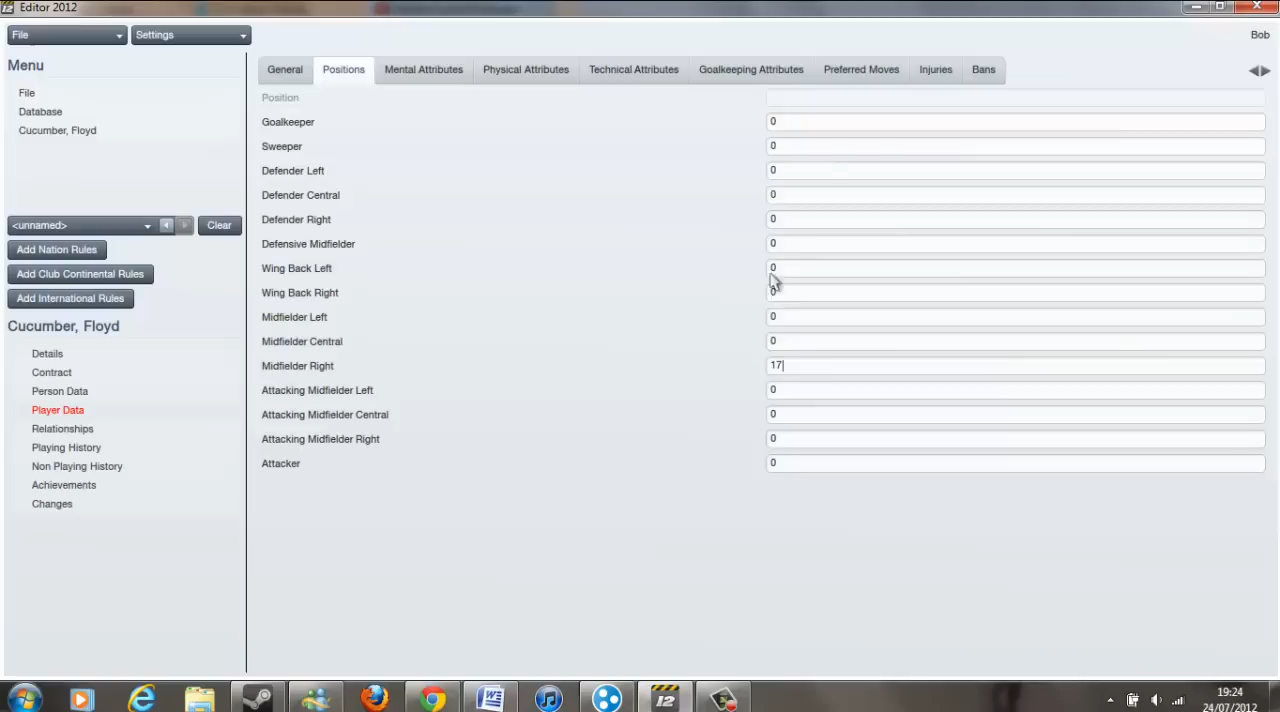 Editor 2012
File Settings Bob
Menu
General Positions Mental Attributes Physical Attributes Technical Attributes Goalkeeping Attributes Preferred Moves Injuries Bans
File
Database
Cucumber, Floyd
<unnamed> Clear
Add Nation Rules
Add Club Continental Rules
Add International Rules
Cucumber, Floyd
Details
Contract
Person Data
Player Data
Relationships
Playing History
Non Playing History
Achievements
Changes
Position
Goalkeeper 0
Sweeper 0
Defender Left 0
Defender Central 0
Defender Right 0
Defensive Midfielder 0
Wing Back Left 0
Wing Back Right 0
Midfielder Left 0
Midfielder Central 0
Midfielder Right 17
Attacking Midfielder Left 0
Attacking Midfielder Central 0
Attacking Midfielder Right 0
Attacker 0
12
19:24
24/07/2012